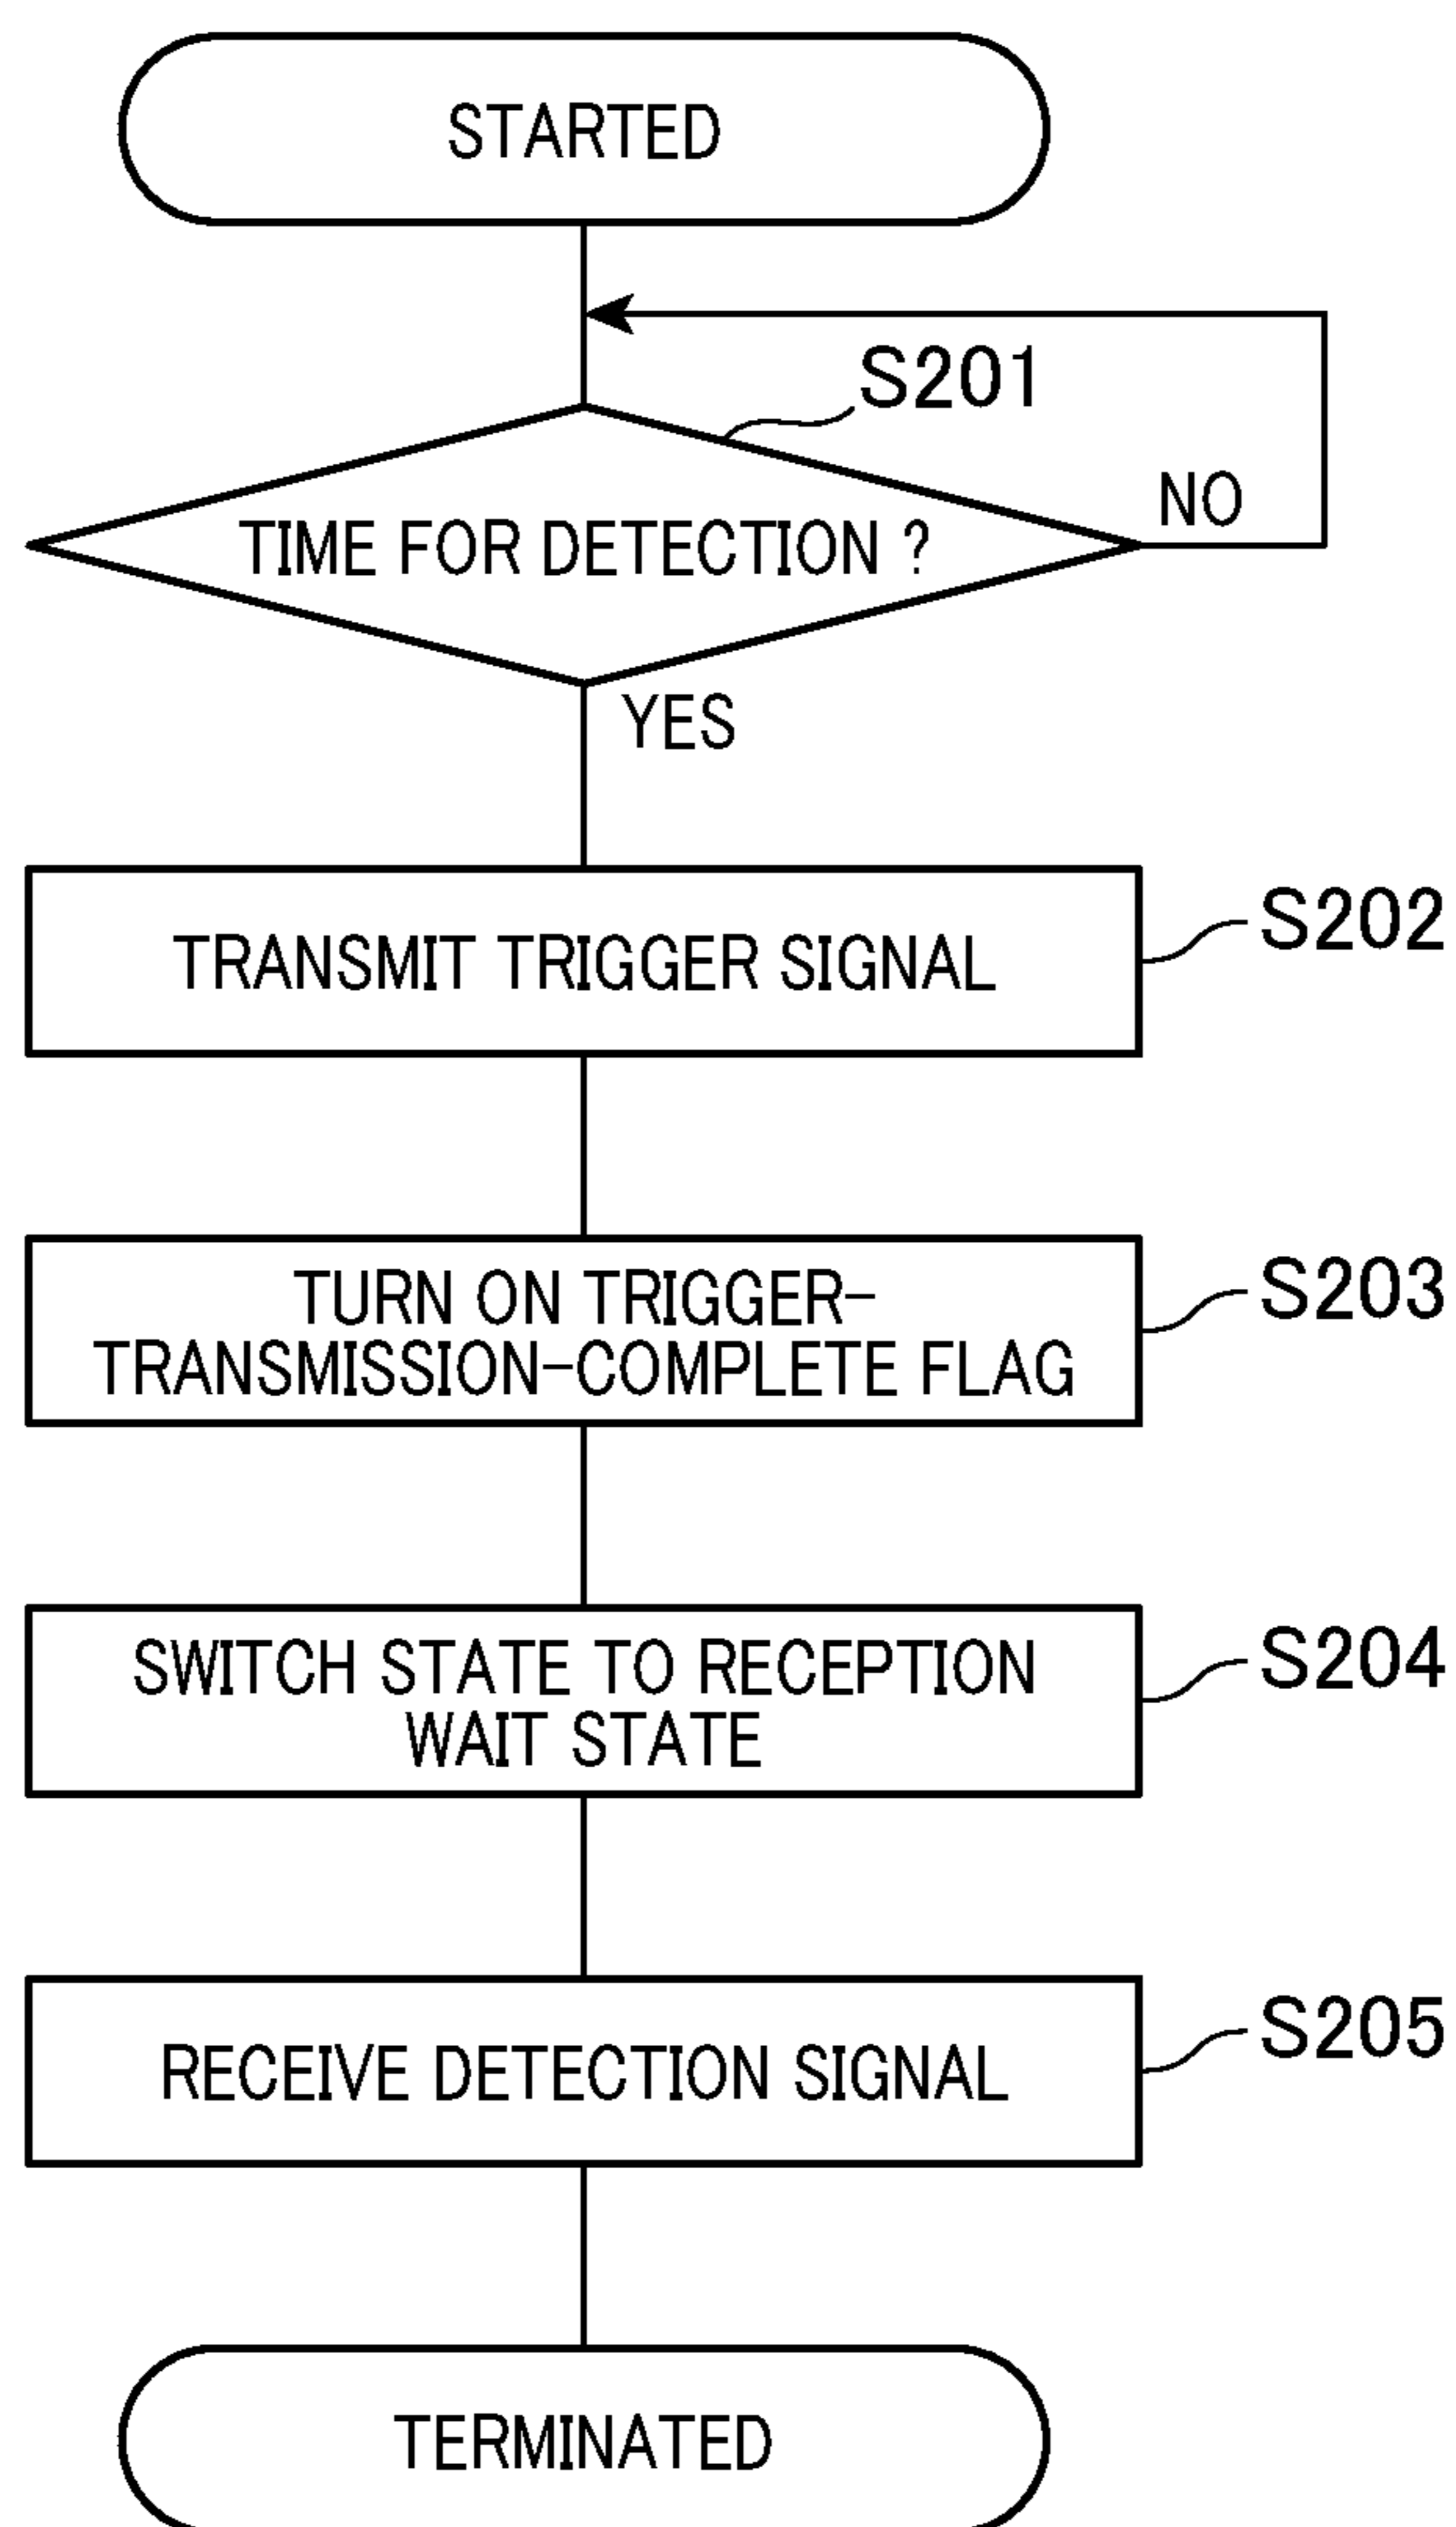 STARTED
S201
TIME FOR DETECTION ?
NO
YES
TRANSMIT TRIGGER SIGNAL
S202
TURN ON TRIGGER-
TRANSMISSION-COMPLETE FLAG
S203
SWITCH STATE TO RECEPTION
WAIT STATE
S204
RECEIVE DETECTION SIGNAL
S205
TERMINATED